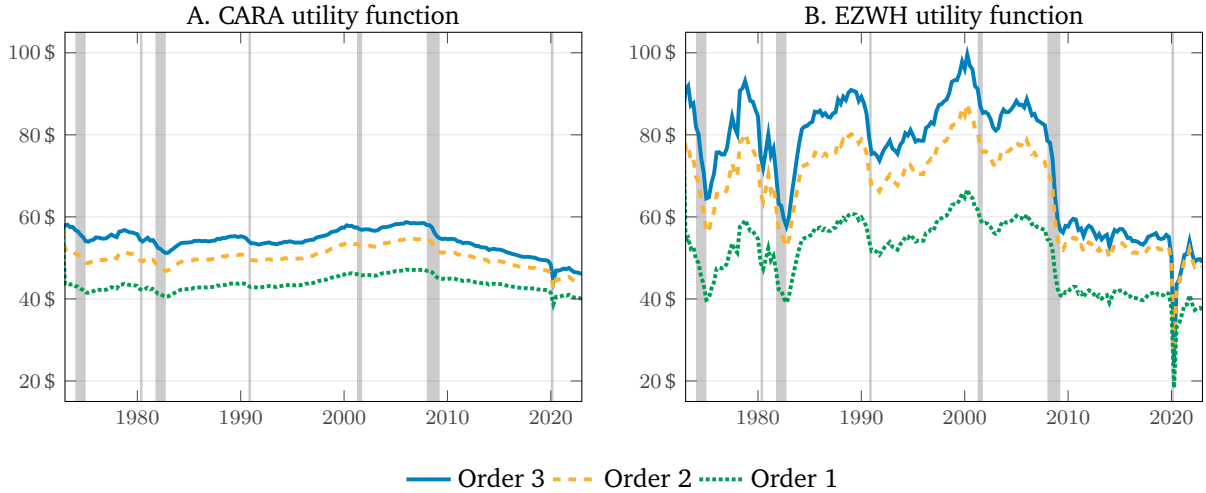 A. CARA utility function
B. EZWH utility function
100 $
80 $
60 $
40 $
20 $
1980 1990 2000 2010 2020
100 $
80 $
60 $
40 $
20 $
1980 1990 2000 2010 2020
Order 3 Order 2 Order 1